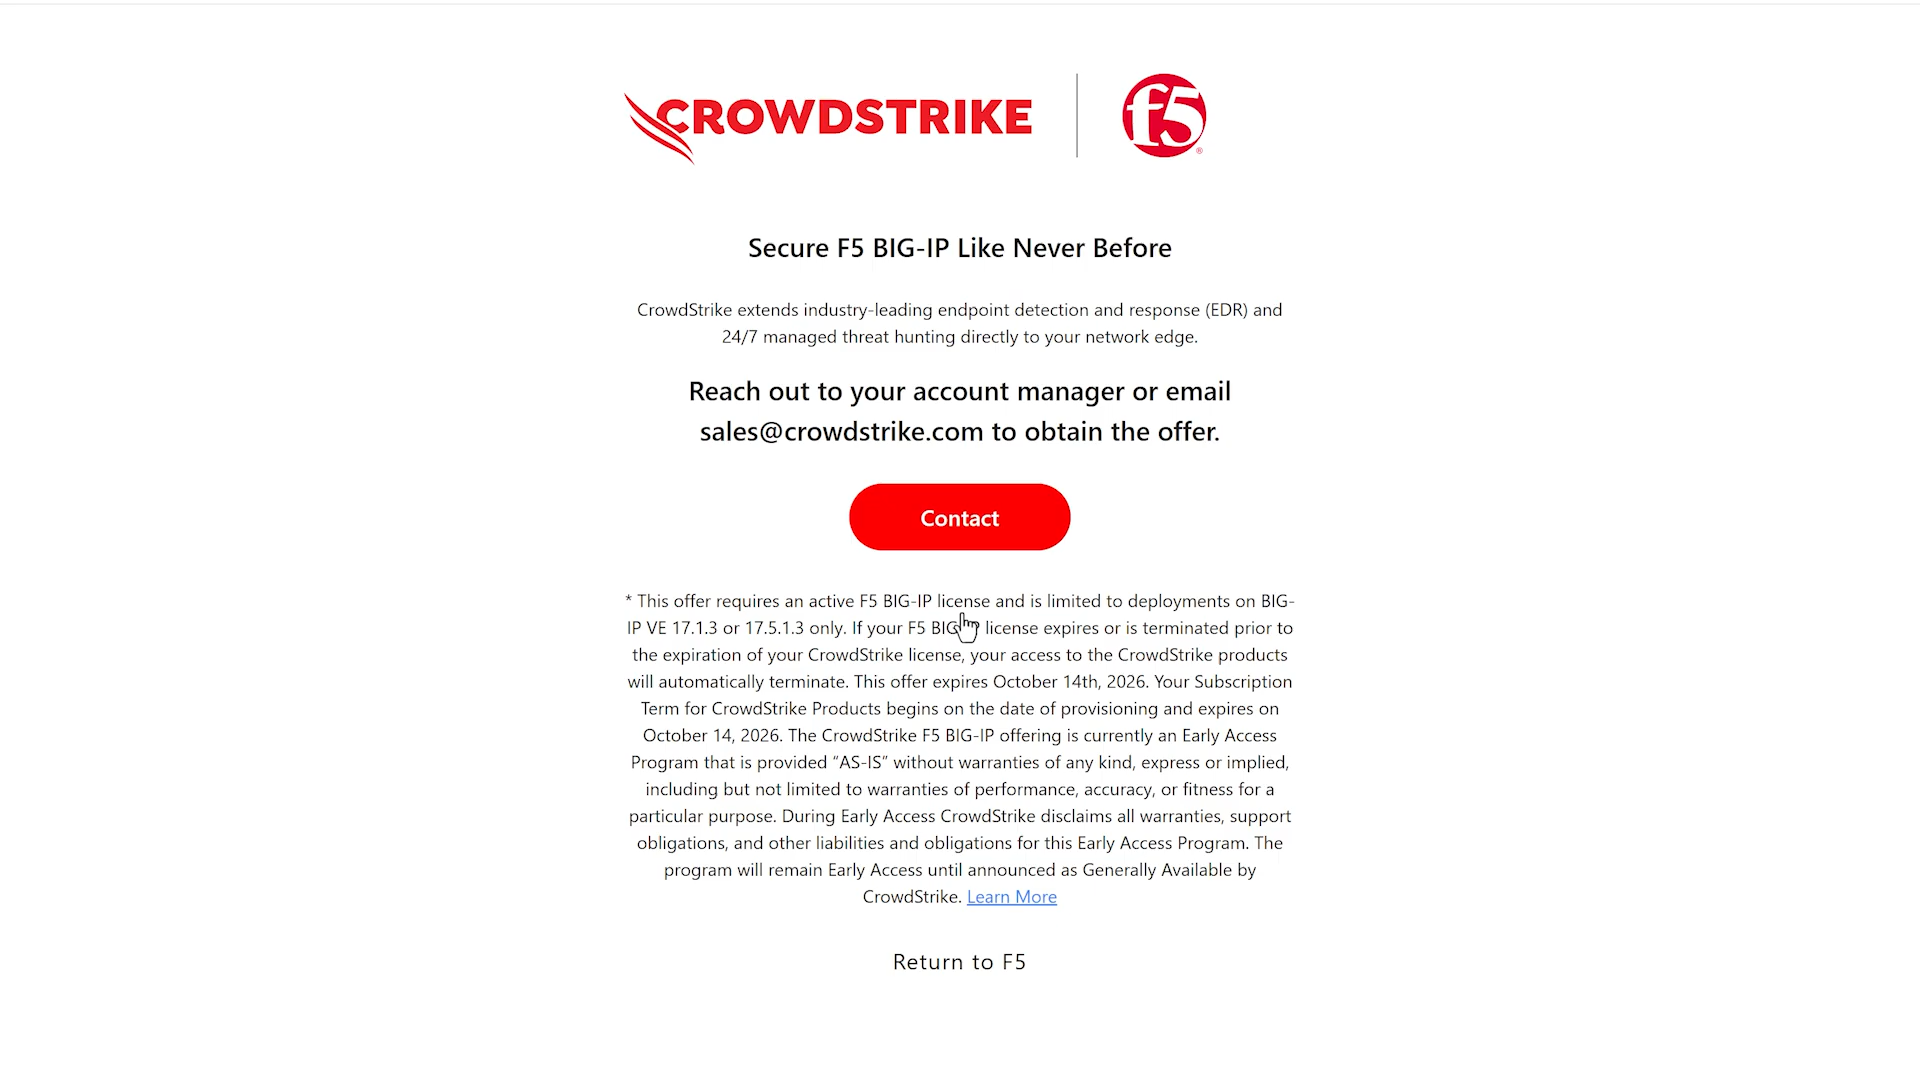 CROWDSTRIKE
f5
®
Secure F5 BIG-IP Like Never Before
CrowdStrike extends industry-leading endpoint detection and response (EDR) and
24/7 managed threat hunting directly to your network edge.
Reach out to your account manager or email
sales@crowdstrike.com to obtain the offer.
Contact
* This offer requires an active F5 BIG-IP license and is limited to deployments on BIG-
IP VE 17.1.3 or 17.5.1.3 only. If your F5 BIG-IP license expires or is terminated prior to
the expiration of your CrowdStrike license, your access to the CrowdStrike products
will automatically terminate. This offer expires October 14th, 2026. Your Subscription
Term for CrowdStrike Products begins on the date of provisioning and expires on
October 14, 2026. The CrowdStrike F5 BIG-IP offering is currently an Early Access
Program that is provided “AS-IS” without warranties of any kind, express or implied,
including but not limited to warranties of performance, accuracy, or fitness for a
particular purpose. During Early Access CrowdStrike disclaims all warranties, support
obligations, and other liabilities and obligations for this Early Access Program. The
program will remain Early Access until announced as Generally Available by
CrowdStrike. Learn More
Return to F5